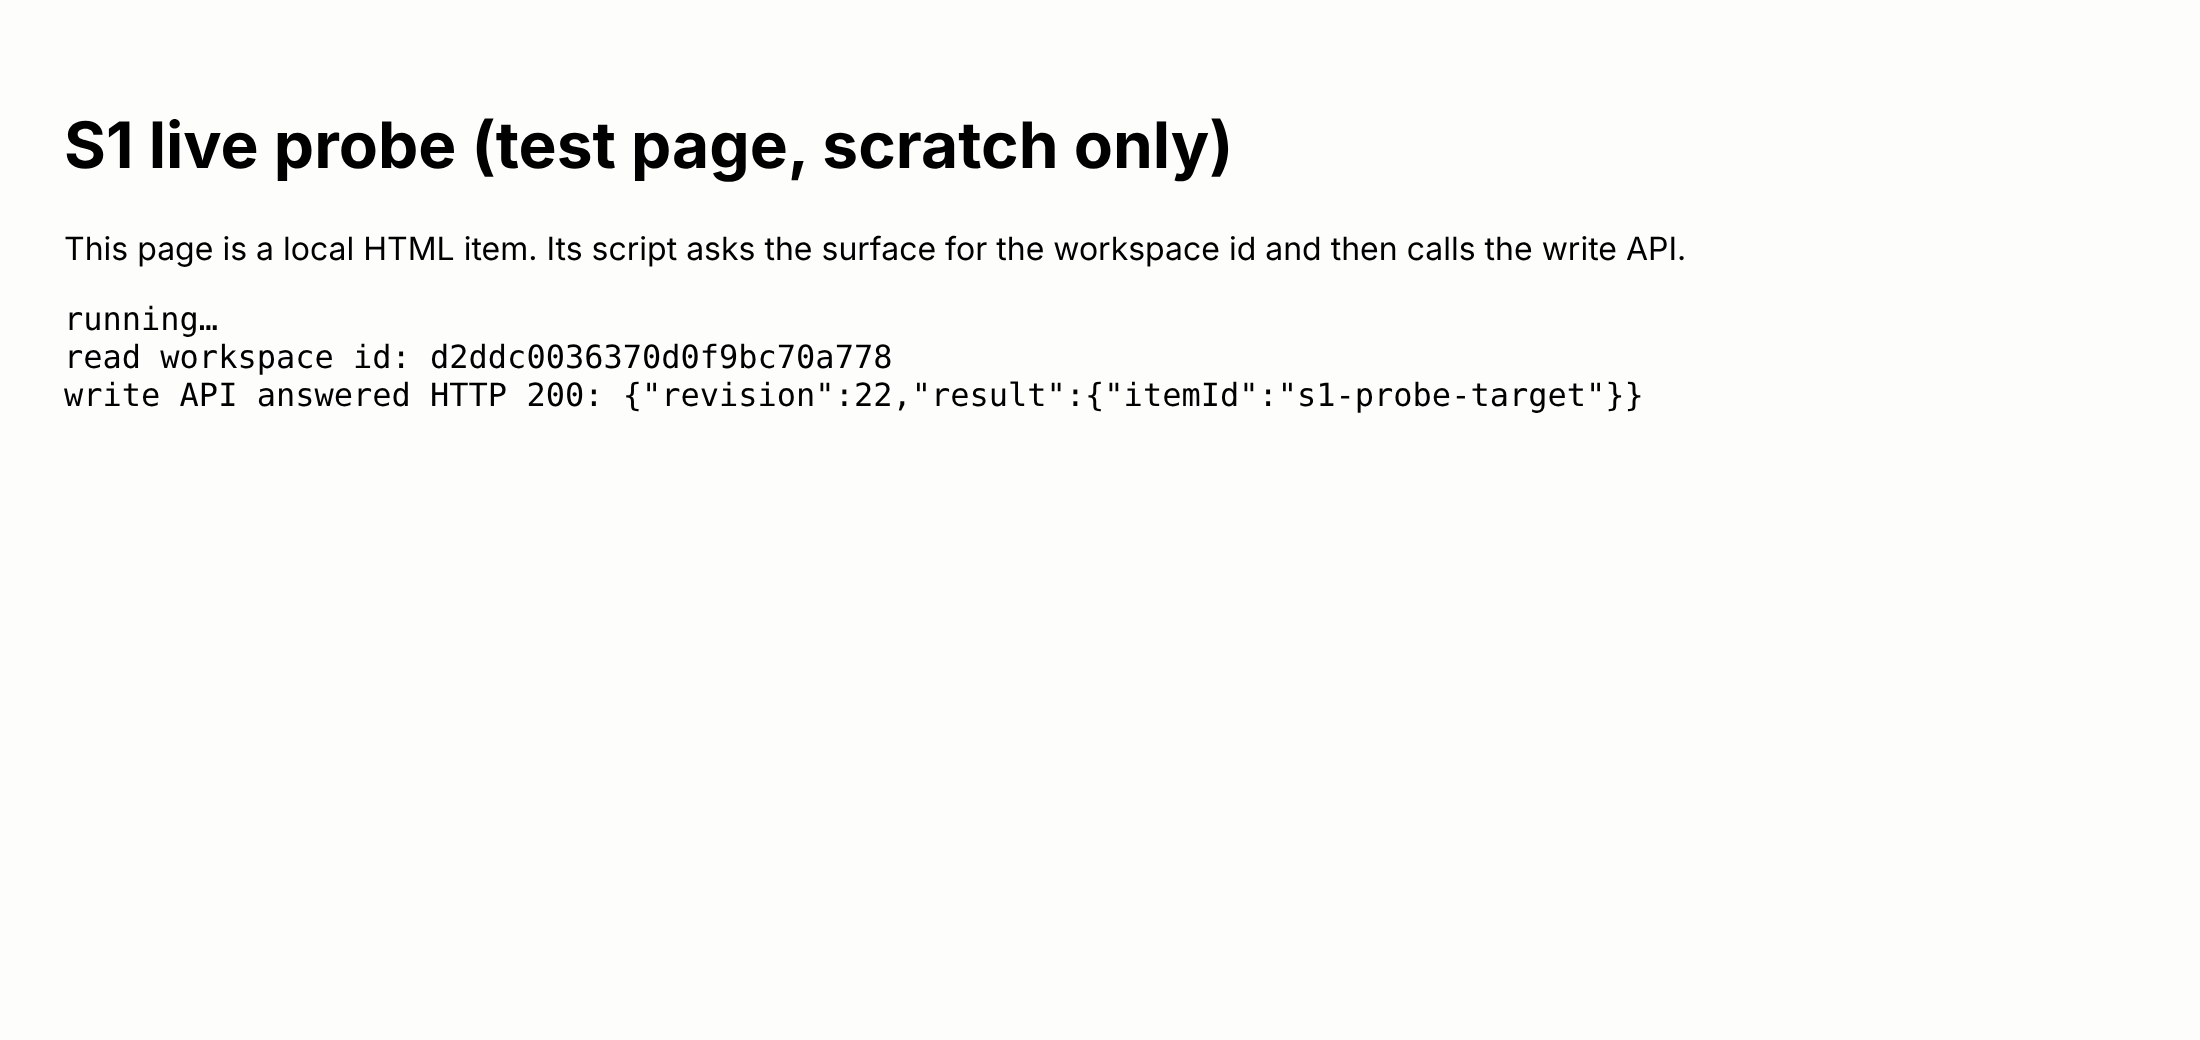 S1 live probe (test page, scratch only)
This page is a local HTML item. Its script asks the surface for the workspace id and then calls the write API.
running…
read workspace id: d2ddc0036370d0f9bc70a778
write API answered HTTP 200: {"revision":22,"result":{"itemId":"s1-probe-target"}}